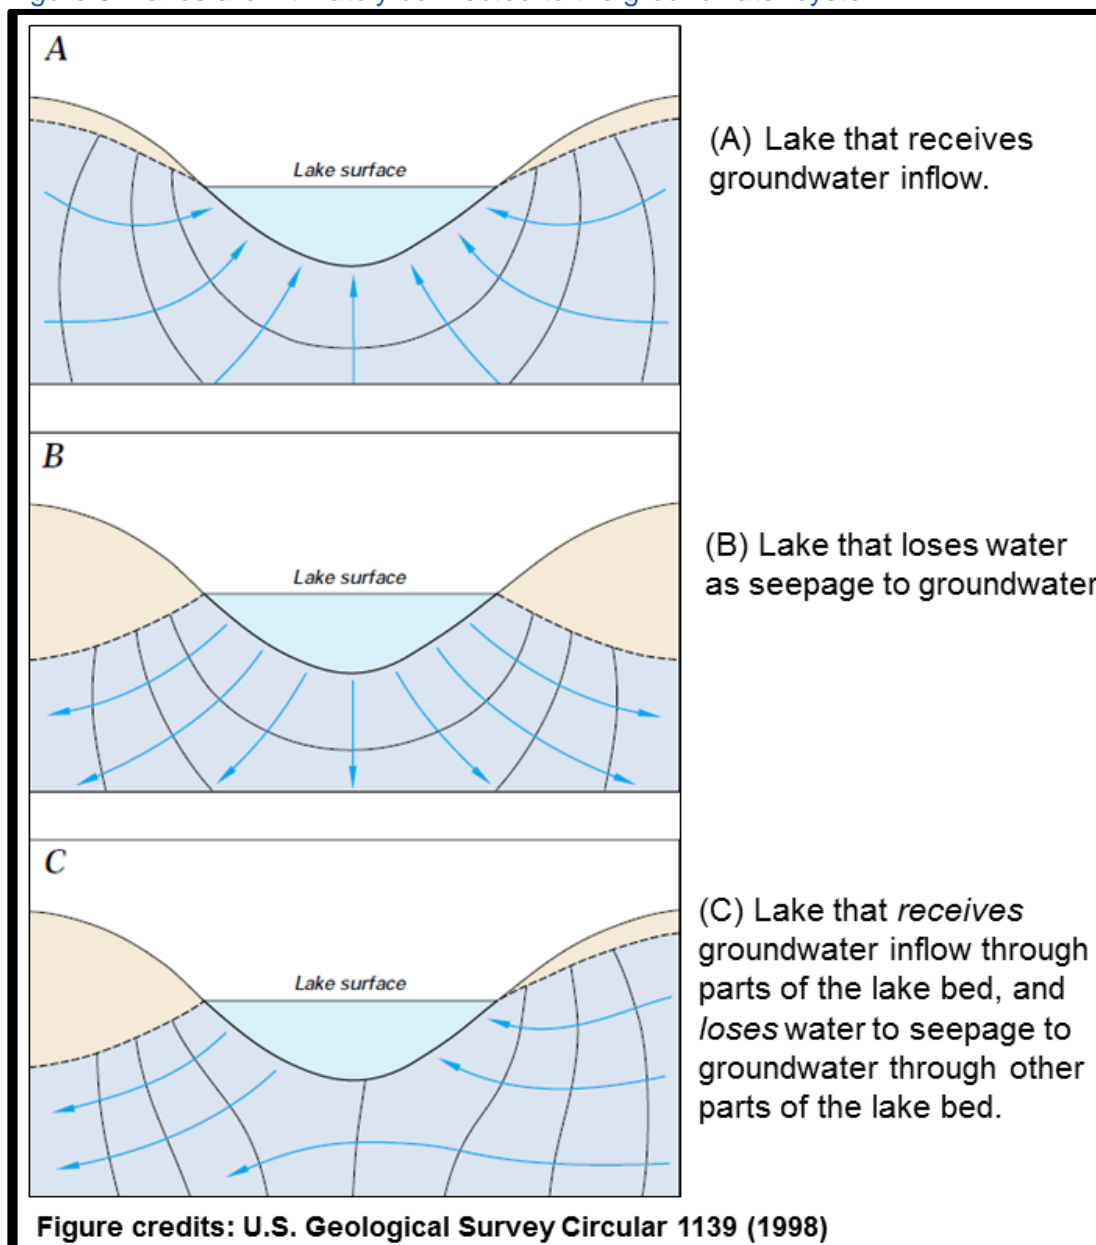 A
Lake surface
(A) Lake that receives
groundwater inflow.
B
Lake surface
(B) Lake that loses water
as seepage to groundwater
C
Lake surface
(C) Lake that receives
groundwater inflow through
parts of the lake bed, and
loses water to seepage to
groundwater through other
parts of the lake bed.
Figure credits: U.S. Geological Survey Circular 1139 (1998)